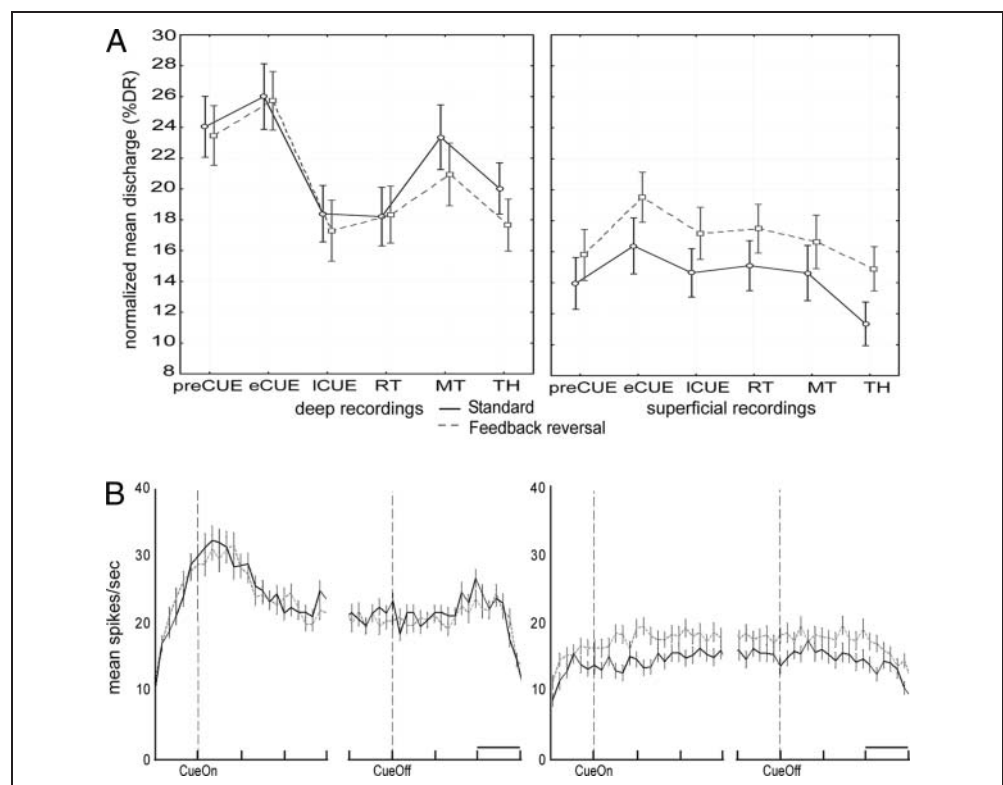 A
normalized mean discharge (%DR)
30
28
26
24
22
20
18
16
14
12
10
8
preCUE eCUE lCUE RT MT TH
preCUE eCUE lCUE RT MT TH
deep recordings
superficial recordings
Standard
Feedback reversal
B
mean spikes/sec
40
30
20
10
0
CueOn
CueOff
40
30
20
10
0
CueOn
CueOff